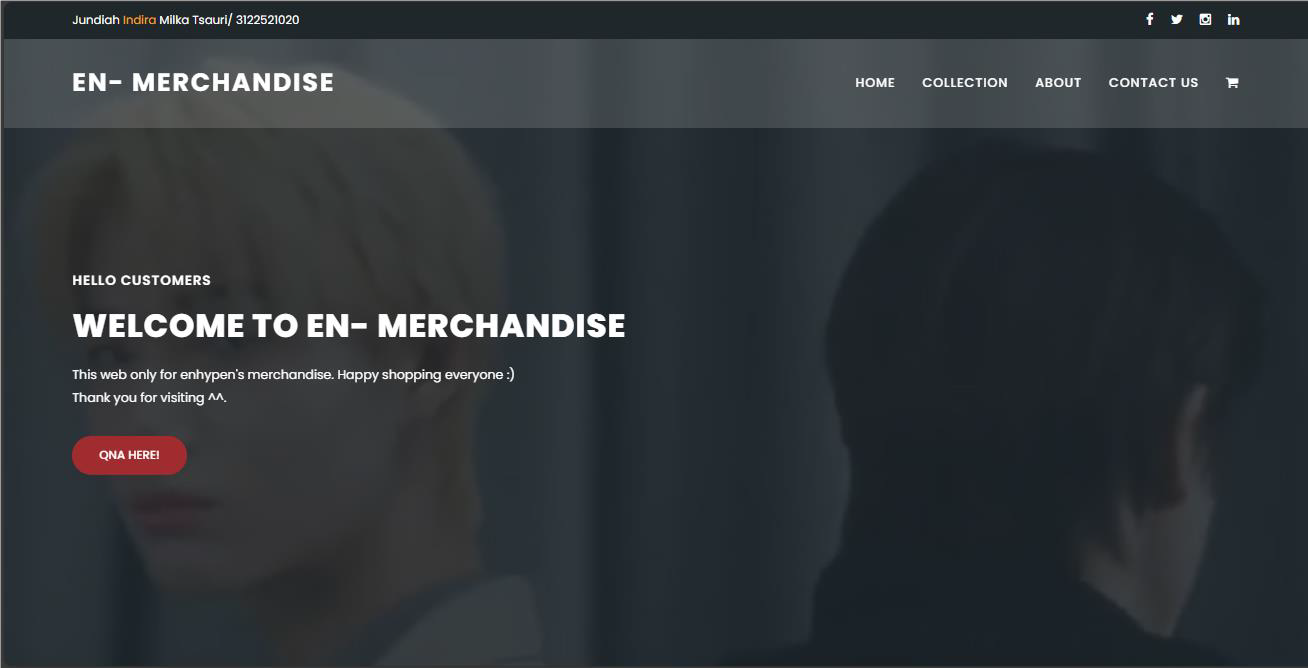 Jundiah Indira Milka Tsauri/ 3122521020
EN- MERCHANDISE
HOME COLLECTION ABOUT CONTACT US
HELLO CUSTOMERS
WELCOME TO EN- MERCHANDISE
This web only for enhypen's merchandise. Happy shopping everyone :)
Thank you for visiting ^^.
QNA HERE!